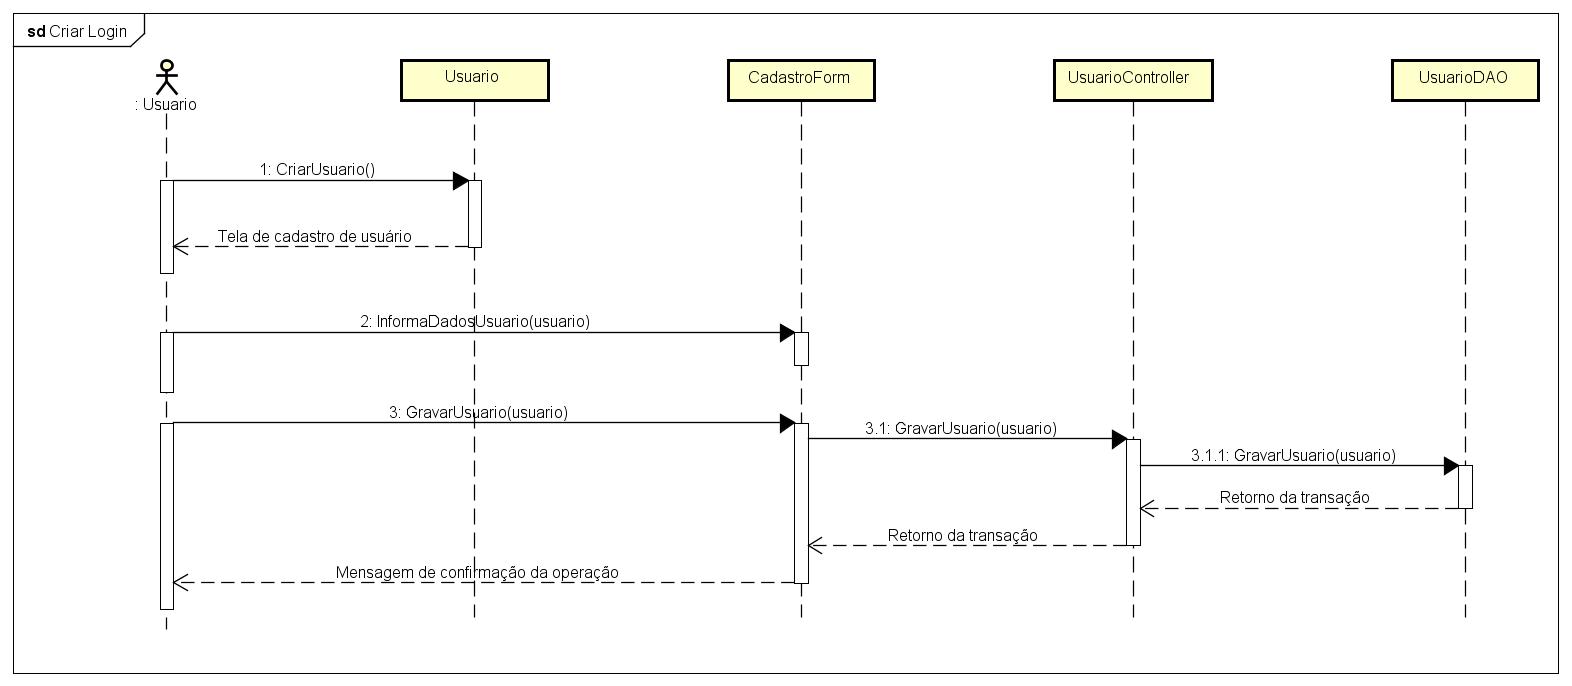 sd Criar Login
: Usuario
Usuario
CadastroForm
UsuarioController
UsuarioDAO
1: CriarUsuario()
Tela de cadastro de usuário
2: InformaDadosUsuario(usuario)
3: GravarUsuario(usuario)
3.1: GravarUsuario(usuario)
3.1.1: GravarUsuario(usuario)
Retorno da transação
Retorno da transação
Mensagem de confirmação da operação